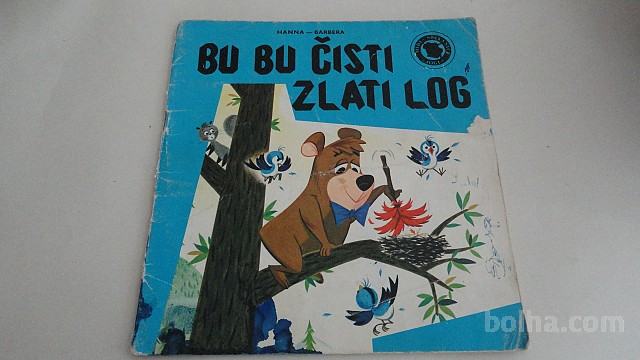 HANNA — BARBERA
BU BU ČISTI
ZLATI LOG
bolha.com